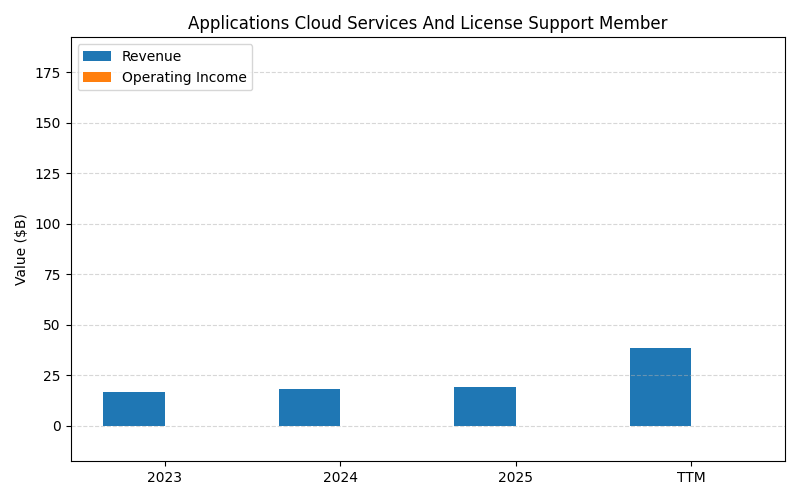 Applications Cloud Services And License Support Member
Revenue
Operating Income
Value ($B)
175
150
125
100
75
50
25
0
2023
2024
2025
TTM